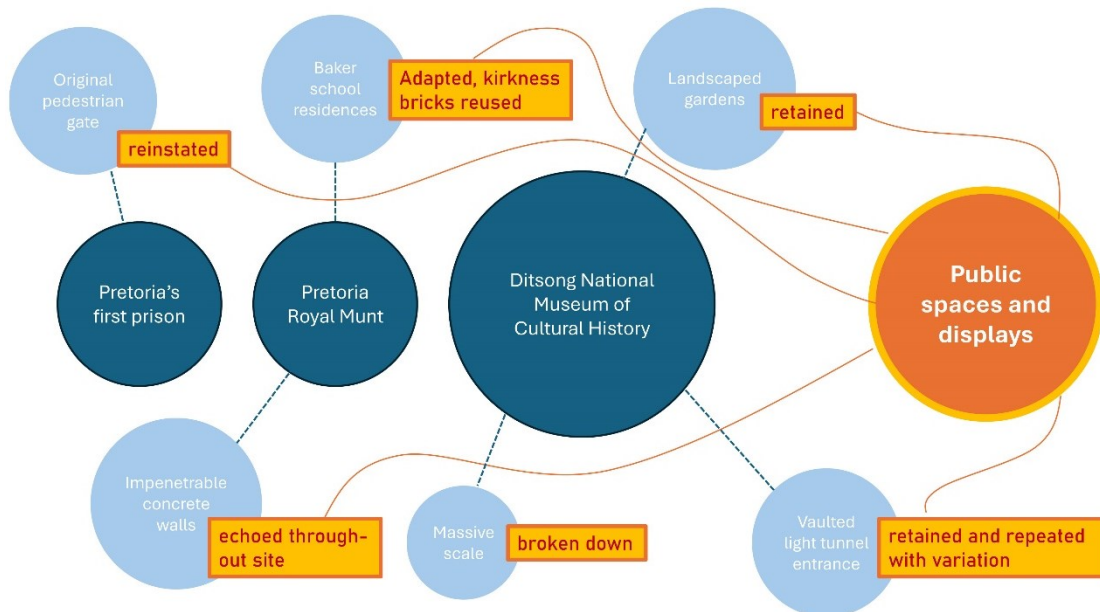 Original
pedestrian
gate
reinstated
Baker
school
residences
Adapted, kirkness
bricks reused
Landscaped
gardens
retained
Pretoria's
first prison
Pretoria
Royal Munt
Ditsong National
Museum of
Cultural History
Public
spaces and
displays
Impenetrable
concrete
walls
echoed through-
out site
Massive
scale
broken down
Vaulted
light tunnel
entrance
retained and repeated
with variation